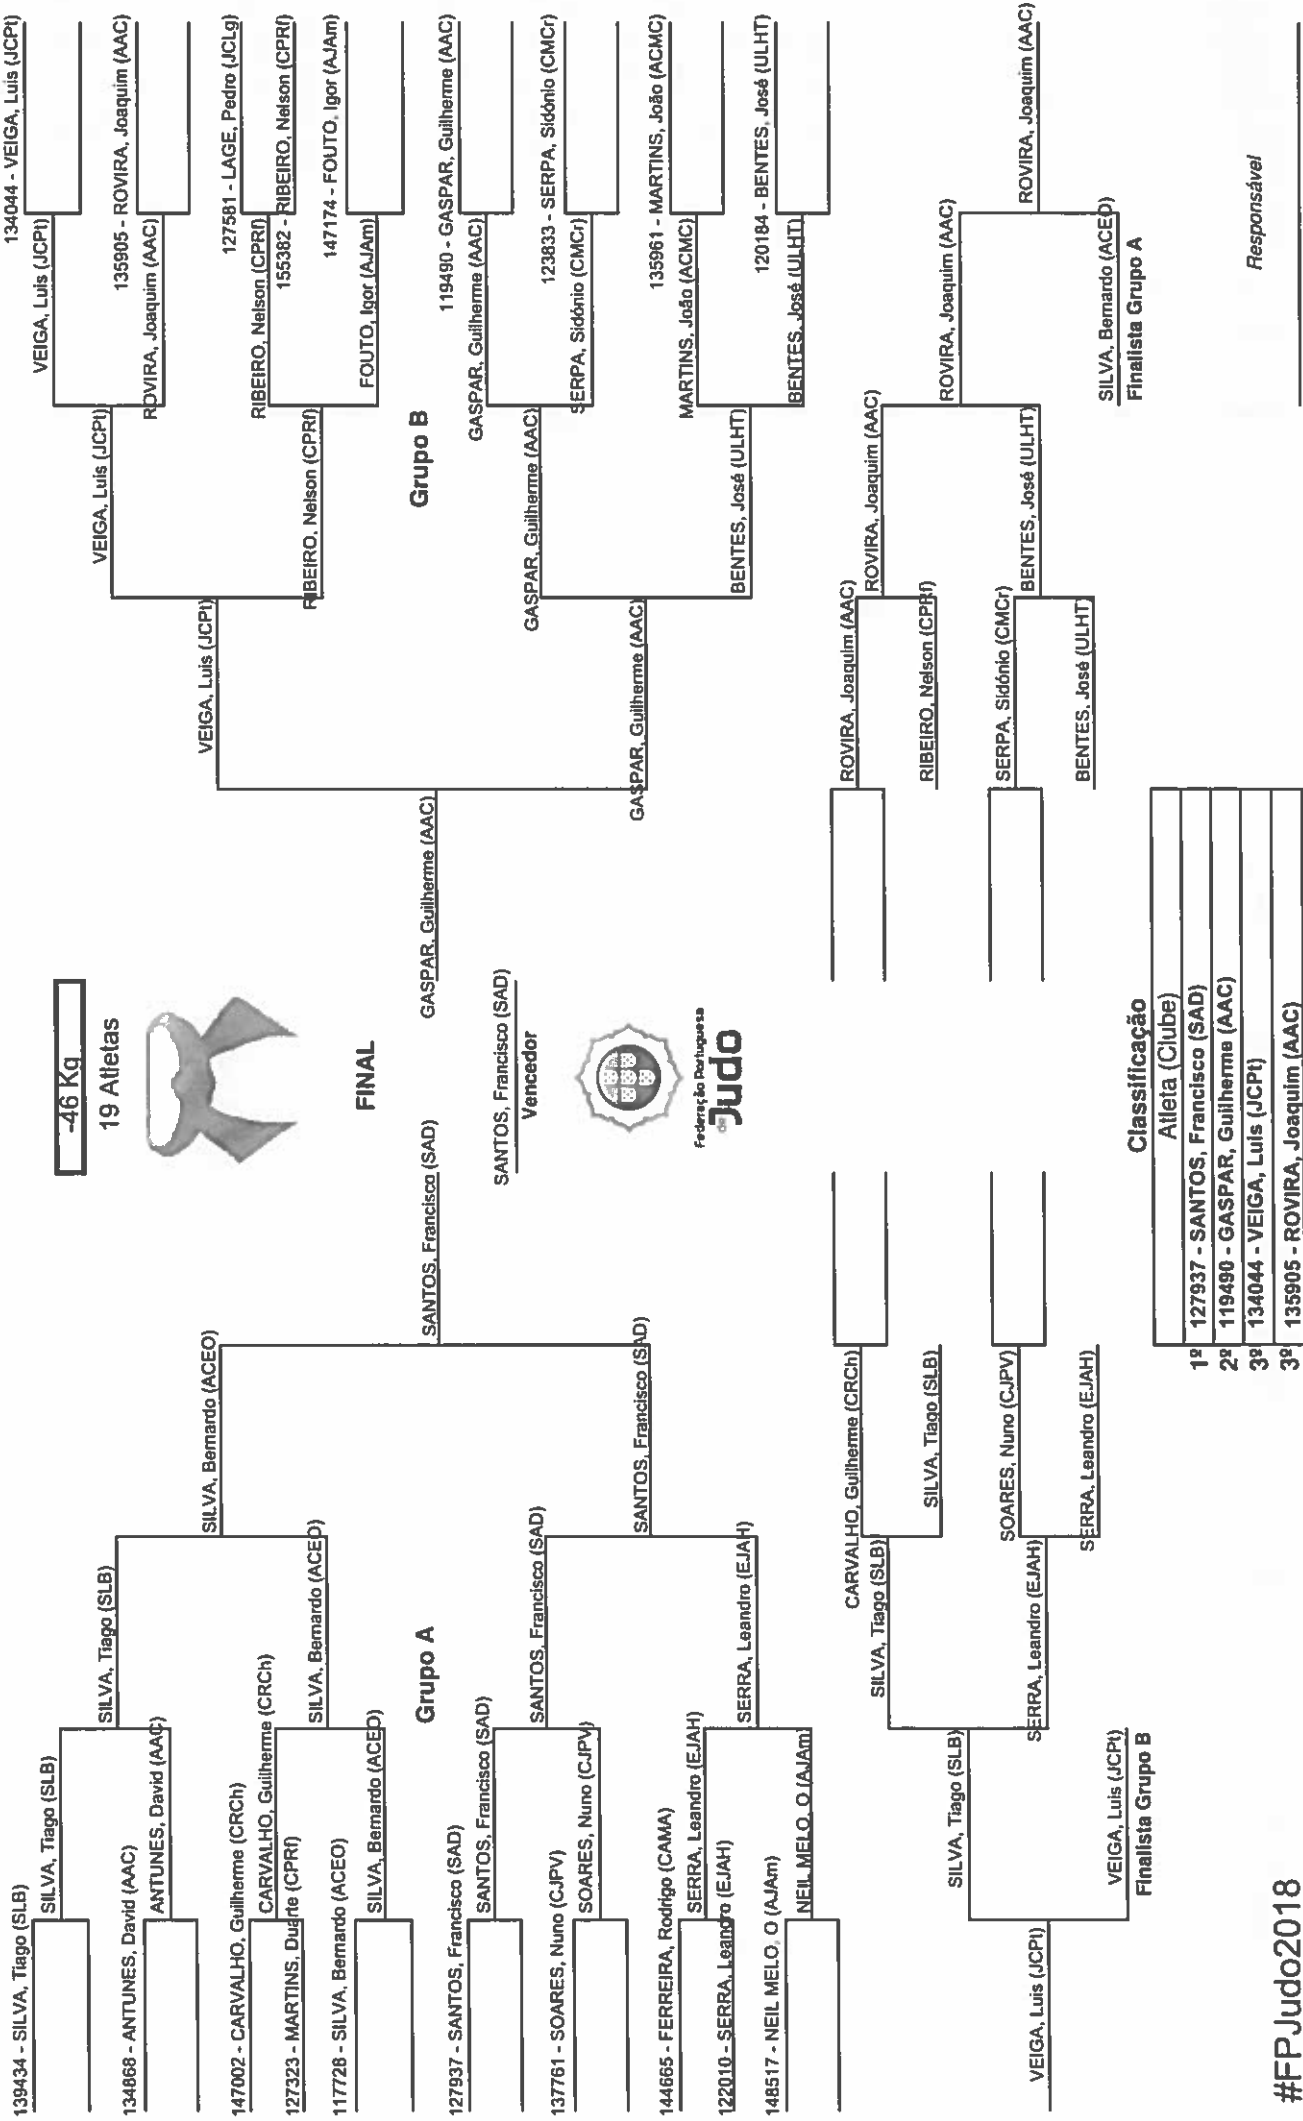 -46 Kg
19 Atletas
FINAL
139434 - SILVA, Tiago (SLB)
SILVA, Tiago (SLB)
SILVA, Tiago (SLB)
134868 - ANTUNES, David (AAC)
ANTUNES, David (AAC)
SILVA, Bernardo (ACEO)
147002 - CARVALHO, Guilherme (CRCh)
CARVALHO, Guilherme (CRCh)
127323 - MARTINS, Duarte (CPRf)
SILVA, Bernardo (ACEO)
117728 - SILVA, Bernardo (ACEO)
SILVA, Bernardo (ACEO)
Grupo A
SANTOS, Francisco (SAD)
127937 - SANTOS, Francisco (SAD)
SANTOS, Francisco (SAD)
SANTOS, Francisco (SAD)
137761 - SOARES, Nuno (CJPV)
SOARES, Nuno (CJPV)
SANTOS, Francisco (SAD)
144665 - FERREIRA, Rodrigo (CAMA)
SERRA, Leandro (EJAH)
122010 - SERRA, Leandro (EJAH)
SERRA, Leandro (EJAH)
148517 - NEIL MELO, O (AJAm)
NEIL MELO, O (AJAm)
SANTOS, Francisco (SAD)
Vencedor
Federação Portuguesa
de Judo
134044 - VEIGA, Luis (JCPt)
VEIGA, Luis (JCPt)
VEIGA, Luis (JCPt)
135905 - ROVIRA, Joaquim (AAC)
ROVIRA, Joaquim (AAC)
VEIGA, Luis (JCPt)
127581 - LAGE, Pedro (JCLg)
RIBEIRO, Nelson (CPRf)
155382 - RIBEIRO, Nelson (CPRf)
RIBEIRO, Nelson (CPRf)
147174 - FOUTO, Igor (AJAm)
FOUTO, Igor (AJAm)
Grupo B
GASPAR, Guilherme (AAC)
119490 - GASPAR, Guilherme (AAC)
GASPAR, Guilherme (AAC)
GASPAR, Guilherme (AAC)
123833 - SERPA, Sidónio (CMCr)
SERPA, Sidónio (CMCr)
GASPAR, Guilherme (AAC)
135961 - MARTINS, João (ACMC)
MARTINS, João (ACMC)
BENTES, José (ULHT)
120184 - BENTES, José (ULHT)
BENTES, José (ULHT)
CARVALHO, Guilherme (CRCh)
SILVA, Tiago (SLB)
SILVA, Tiago (SLB)
SILVA, Tiago (SLB)
SOARES, Nuno (CJPV)
SERRA, Leandro (EJAH)
SERRA, Leandro (EJAH)
VEIGA, Luis (JCPt)
VEIGA, Luis (JCPt)
Finalista Grupo B
ROVIRA, Joaquim (AAC)
ROVIRA, Joaquim (AAC)
RIBEIRO, Nelson (CPRf)
ROVIRA, Joaquim (AAC)
SERPA, Sidónio (CMCr)
BENTES, José (ULHT)
BENTES, José (ULHT)
ROVIRA, Joaquim (AAC)
SILVA, Bernardo (ACEO)
Finalista Grupo A
Classificação
Atleta (Clube)
1º 127937 - SANTOS, Francisco (SAD)
2º 119490 - GASPAR, Guilherme (AAC)
3º 134044 - VEIGA, Luis (JCPt)
3º 135905 - ROVIRA, Joaquim (AAC)
Responsável
#FPJudo2018